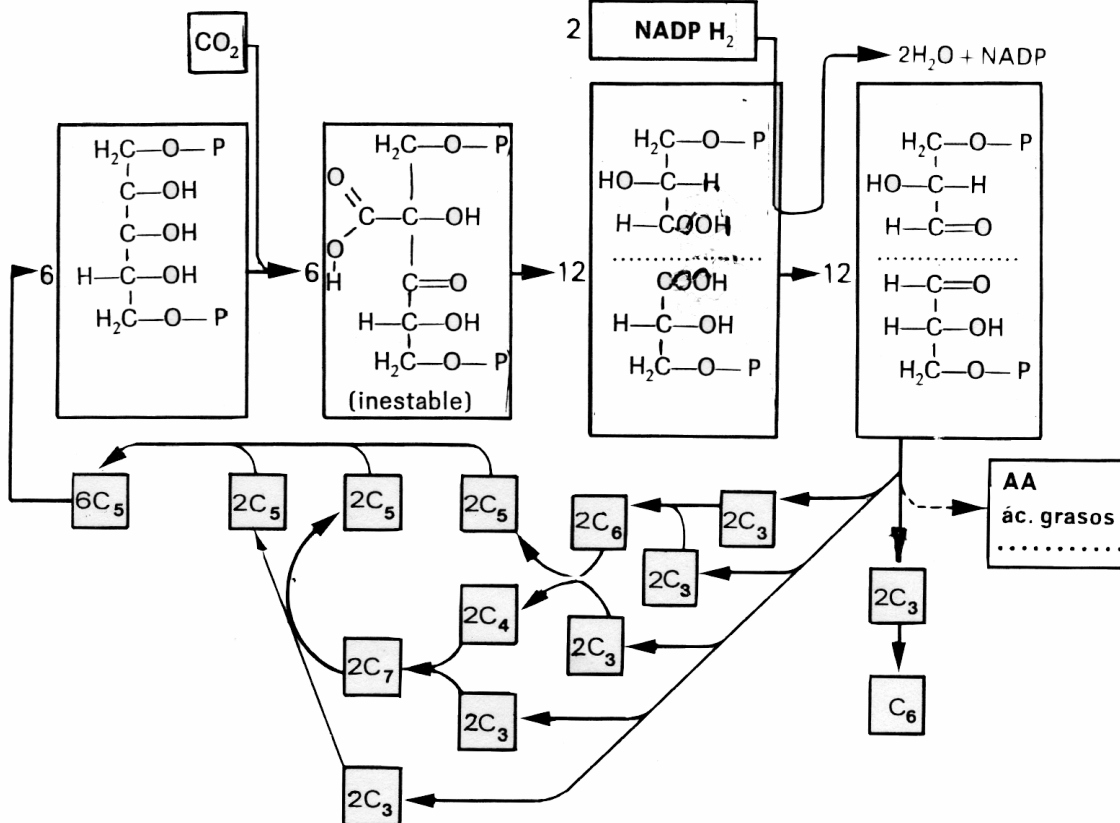 CO₂
2 NADP H₂
2H₂O + NADP
6
H₂C—O—P
C—OH
C—OH
H—C—OH
H₂C—O—P
6
H₂C—O—P
O
C—C—OH
O
H
C=O
H—C—OH
H₂C—O—P
(inestable)
12
H₂C—O—P
HO—C—H
H—COOH
COOH
H—C—OH
H₂C—O—P
12
H₂C—O—P
HO—C—H
H—C=O
H—C=O
H—C—OH
H₂C—O—P
6C₅
2C₅
2C₅
2C₅
2C₆
2C₃
2C₃
2C₄
2C₃
2C₇
2C₃
2C₃
AA
ác. grasos
..........
2C₃
C₆